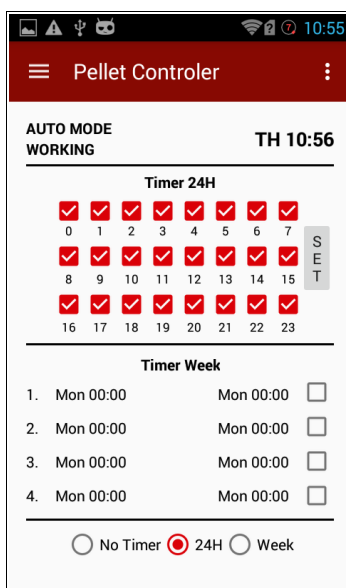 10:55
Pellet Controler
AUTO MODE
WORKING
TH 10:56
Timer 24H
0 1 2 3 4 5 6 7
8 9 10 11 12 13 14 15
16 17 18 19 20 21 22 23
SET
Timer Week
1. Mon 00:00 Mon 00:00
2. Mon 00:00 Mon 00:00
3. Mon 00:00 Mon 00:00
4. Mon 00:00 Mon 00:00
No Timer 24H Week